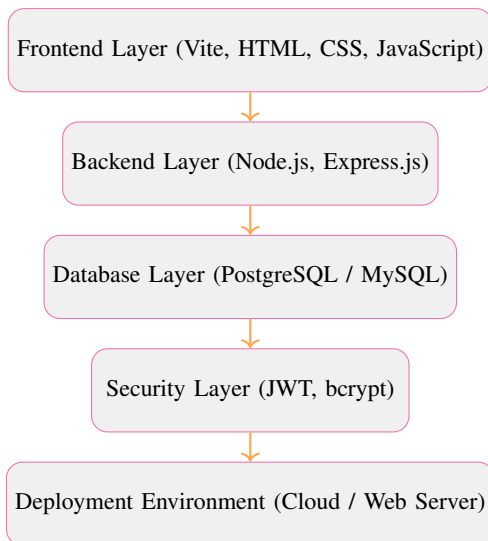 Frontend Layer (Vite, HTML, CSS, JavaScript)
Backend Layer (Node.js, Express.js)
Database Layer (PostgreSQL / MySQL)
Security Layer (JWT, bcrypt)
Deployment Environment (Cloud / Web Server)